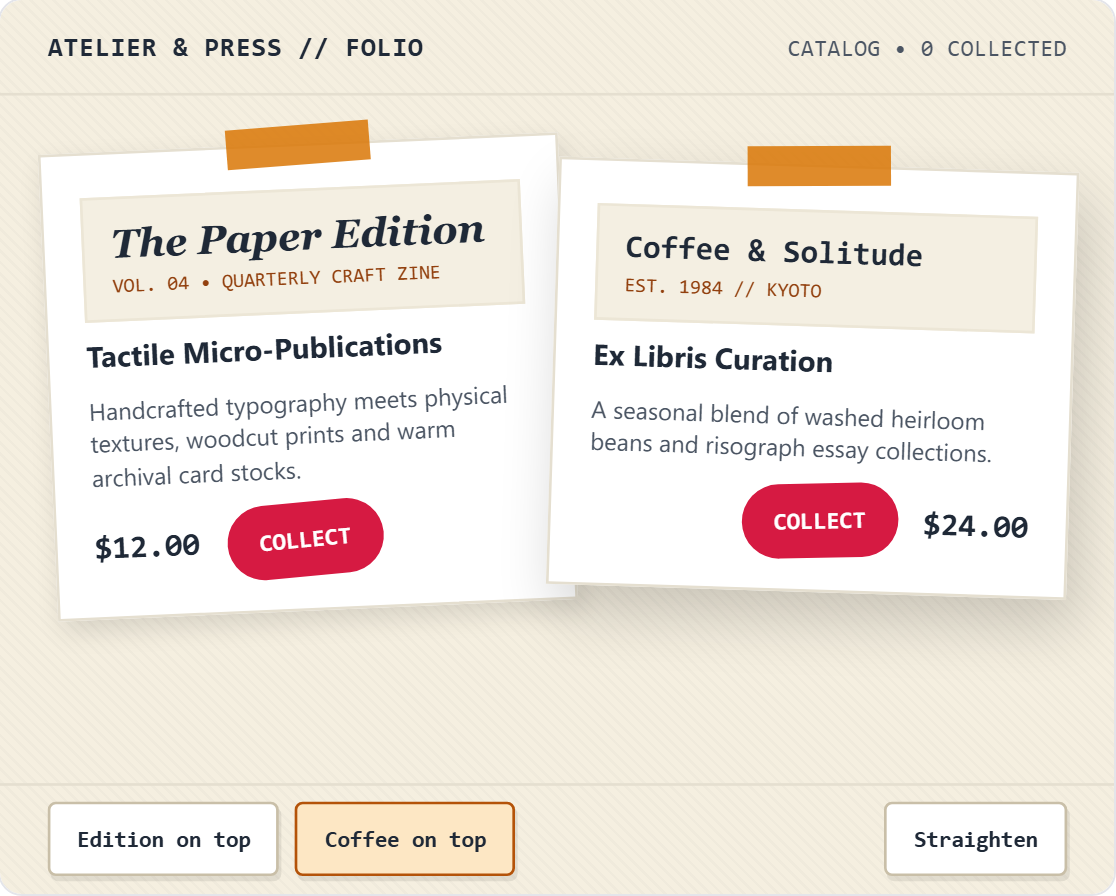 ATELIER & PRESS // FOLIO
CATALOG • 0 COLLECTED
The Paper Edition
VOL. 04 • QUARTERLY CRAFT ZINE
Tactile Micro-Publications
Handcrafted typography meets physical
textures, woodcut prints and warm
archival card stocks.
$12.00
COLLECT
Coffee & Solitude
EST. 1984 // KYOTO
Ex Libris Curation
A seasonal blend of washed heirloom
beans and risograph essay collections.
COLLECT
$24.00
Edition on top
Coffee on top
Straighten